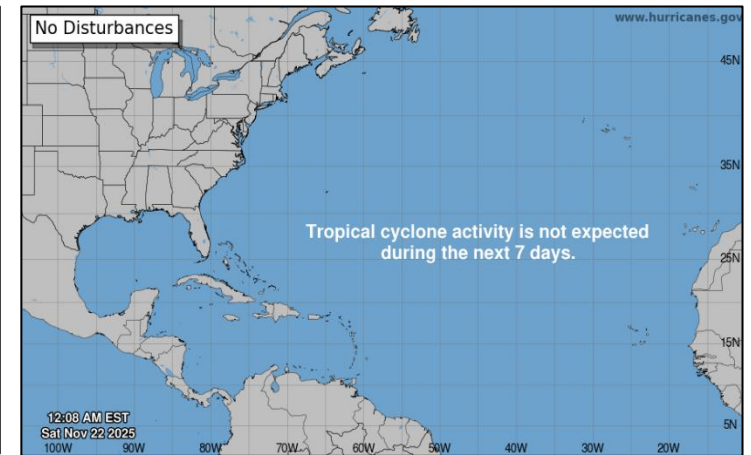 No Disturbances
www.hurricanes.gov
45N
35N
Tropical cyclone activity is not expected
during the next 7 days.
25N
15N
12:08 AM EST
Sat Nov 22 2025
5N
100W 90W 80W 70W 60W 50W 40W 30W 20W